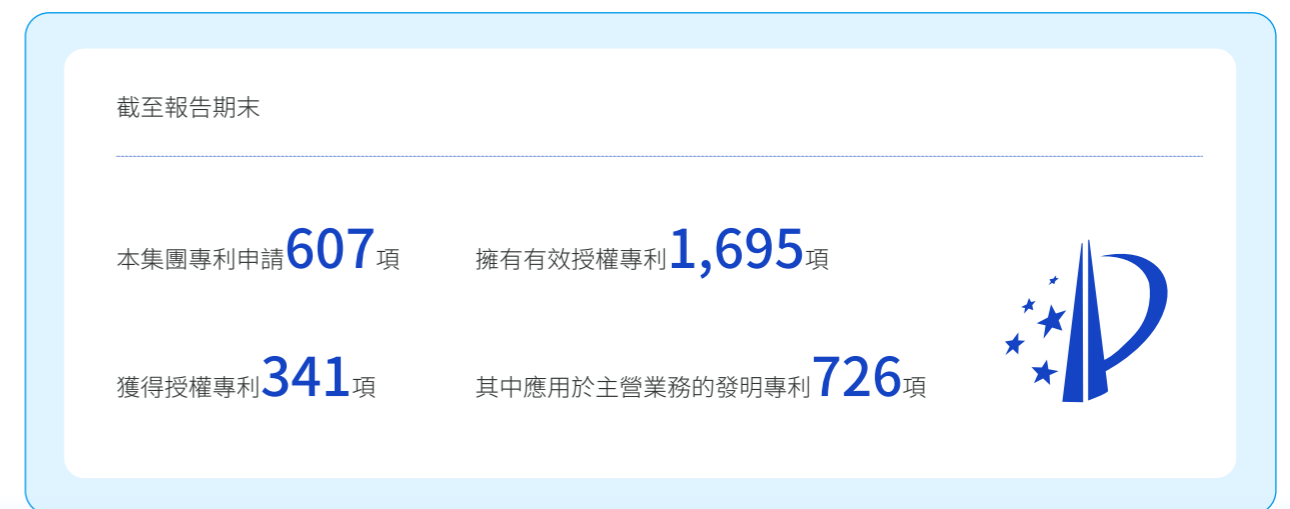 截至報告期末
本集團專利申請607項
擁有有效授權專利1,695項
獲得授權專利341項
其中應用於主營業務的發明專利726項